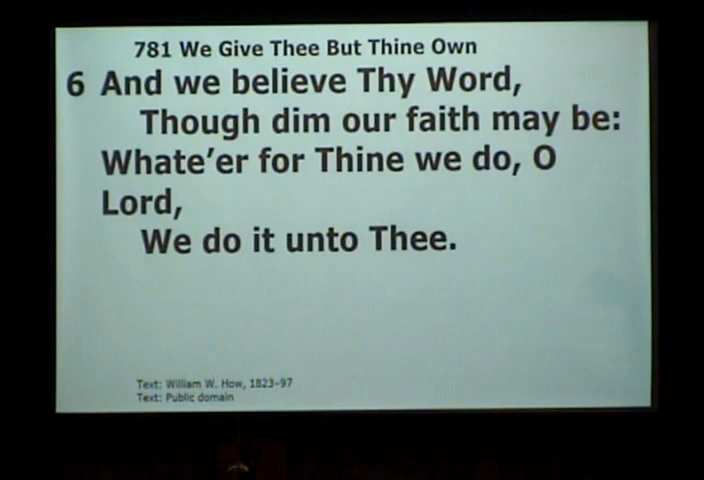 781 We Give Thee But Thine Own
6 And we believe Thy Word,
Though dim our faith may be:
Whate’er for Thine we do, O
Lord,
We do it unto Thee.
Text: William W. How, 1823–97
Text: Public domain